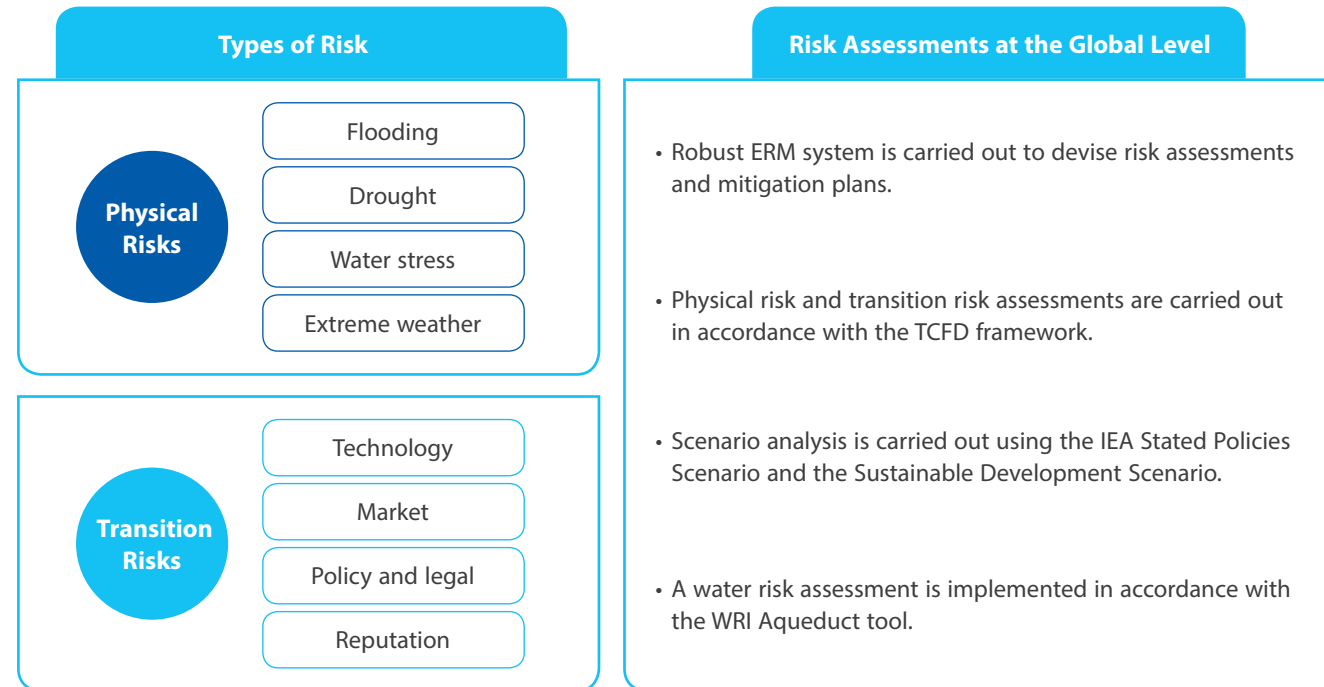 Types of Risk
Physical
Risks
Flooding
Drought
Water stress
Extreme weather
Transition
Risks
Technology
Market
Policy and legal
Reputation
Risk Assessments at the Global Level
• Robust ERM system is carried out to devise risk assessments
and mitigation plans.
• Physical risk and transition risk assessments are carried out
in accordance with the TCFD framework.
• Scenario analysis is carried out using the IEA Stated Policies
Scenario and the Sustainable Development Scenario.
• A water risk assessment is implemented in accordance with
the WRI Aqueduct tool.